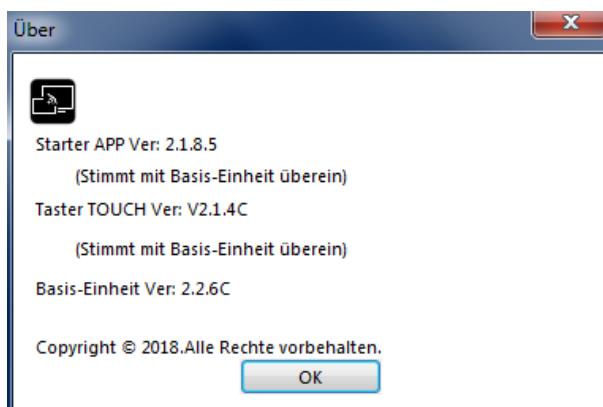 Über
Starter APP Ver: 2.1.8.5
(Stimmt mit Basis-Einheit überein)
Taster TOUCH Ver: V2.1.4C
(Stimmt mit Basis-Einheit überein)
Basis-Einheit Ver: 2.2.6C
Copyright © 2018.Alle Rechte vorbehalten.
OK